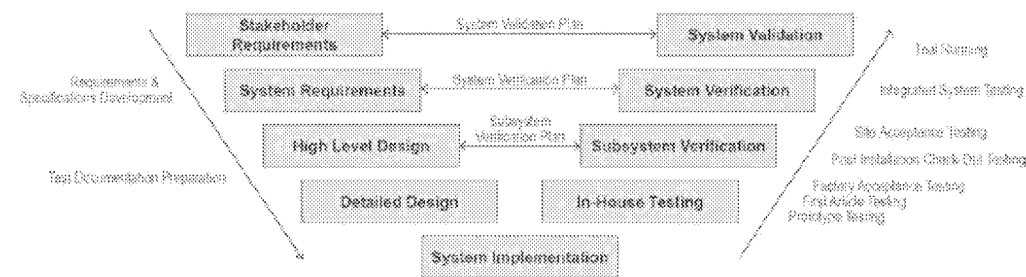 Stakeholder
Requirements
System Validation Plan
System Validation
Trial Running
Requirements &
Specifications Development
System Requirements
System Verification Plan
System Verification
Integrated System Testing
High Level Design
Subsystem
Verification Plan
Subsystem Verification
Site Acceptance Testing
Post Installation Check-Out Testing
Test Documentation Preparation
Detailed Design
In-House Testing
Factory Acceptance Testing
First Article Testing
Prototype Testing
System Implementation